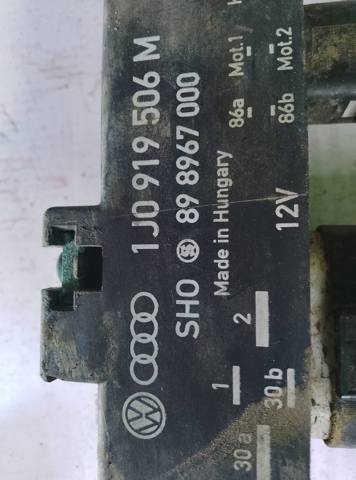 1J0 919 506 M
SHO 89 8967 000
Made in Hungary
12V
86a Mot.1
86b Mot.2
1
2
30 a
30 b